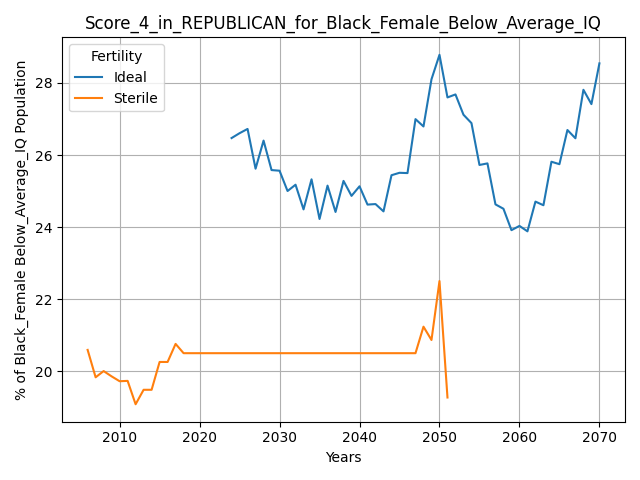 Score_4_in_REPUBLICAN_for_Black_Female_Below_Average_IQ
Fertility
Ideal
Sterile
% of Black_Female Below_Average_IQ Population
28
26
24
22
20
2010 2020 2030 2040 2050 2060 2070
Years